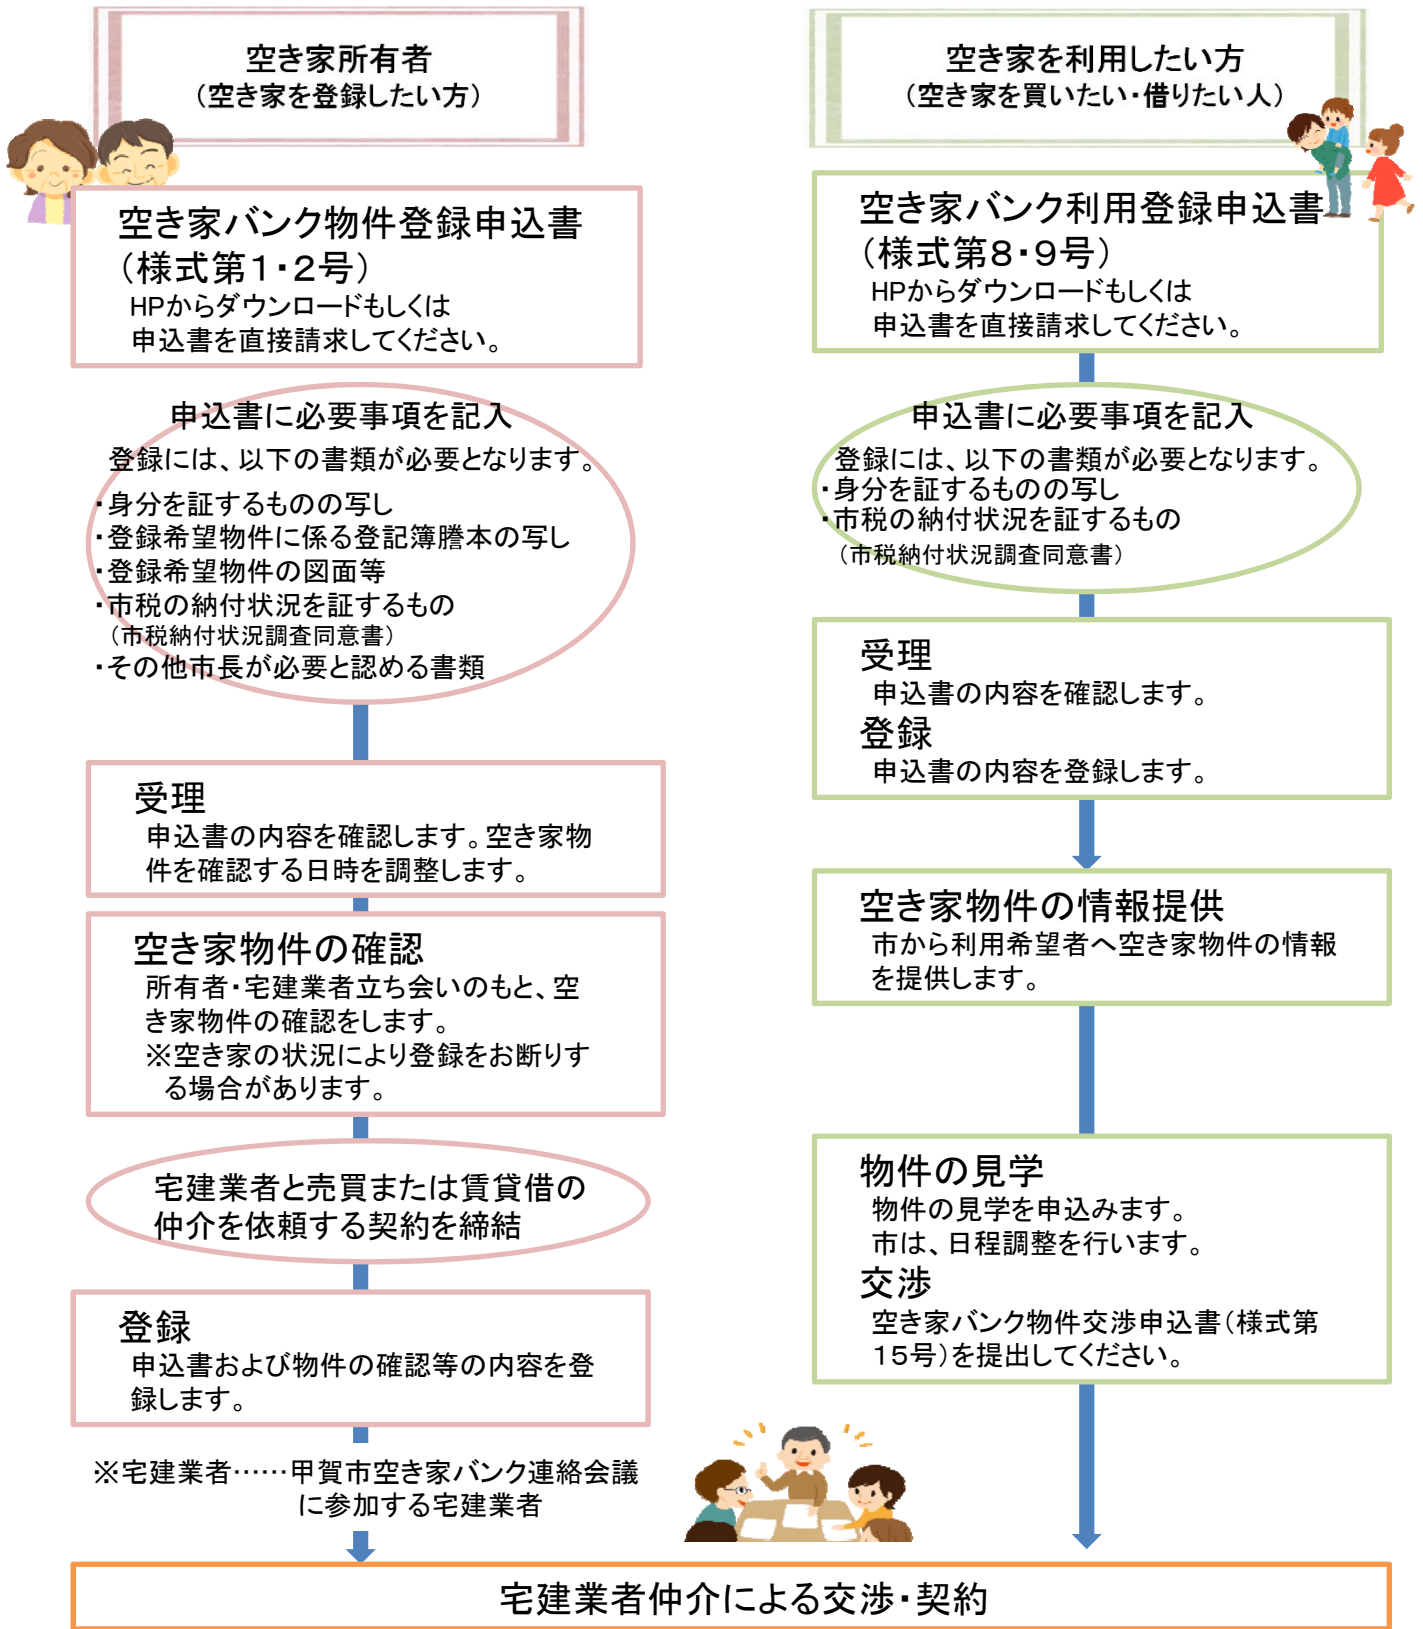 空き家所有者
（空き家を登録したい方）
空き家バンク物件登録申込書
（様式第１・２号）
HPからダウンロードもしくは
申込書を直接請求してください。
申込書に必要事項を記入
登録には、以下の書類が必要となります。
・身分を証するものの写し
・登録希望物件に係る登記簿謄本の写し
・登録希望物件の図面等
・市税の納付状況を証するもの
（市税納付状況調査同意書）
・その他市長が必要と認める書類
受理
申込書の内容を確認します。空き家物
件を確認する日時を調整します。
空き家物件の確認
所有者・宅建業者立ち会いのもと、空
き家物件の確認をします。
※空き家の状況により登録をお断りす
る場合があります。
宅建業者と売買または賃貸借の
仲介を依頼する契約を締結
登録
申込書および物件の確認等の内容を登
録します。
※宅建業者……甲賀市空き家バンク連絡会議
に参加する宅建業者
空き家を利用したい方
（空き家を買いたい・借りたい人）
空き家バンク利用登録申込書
（様式第８・９号）
HPからダウンロードもしくは
申込書を直接請求してください。
申込書に必要事項を記入
登録には、以下の書類が必要となります。
・身分を証するものの写し
・市税の納付状況を証するもの
（市税納付状況調査同意書）
受理
申込書の内容を確認します。
登録
申込書の内容を登録します。
空き家物件の情報提供
市から利用希望者へ空き家物件の情報
を提供します。
物件の見学
物件の見学を申込みます。
市は、日程調整を行います。
交渉
空き家バンク物件交渉申込書（様式第
１５号）を提出してください。
宅建業者仲介による交渉・契約